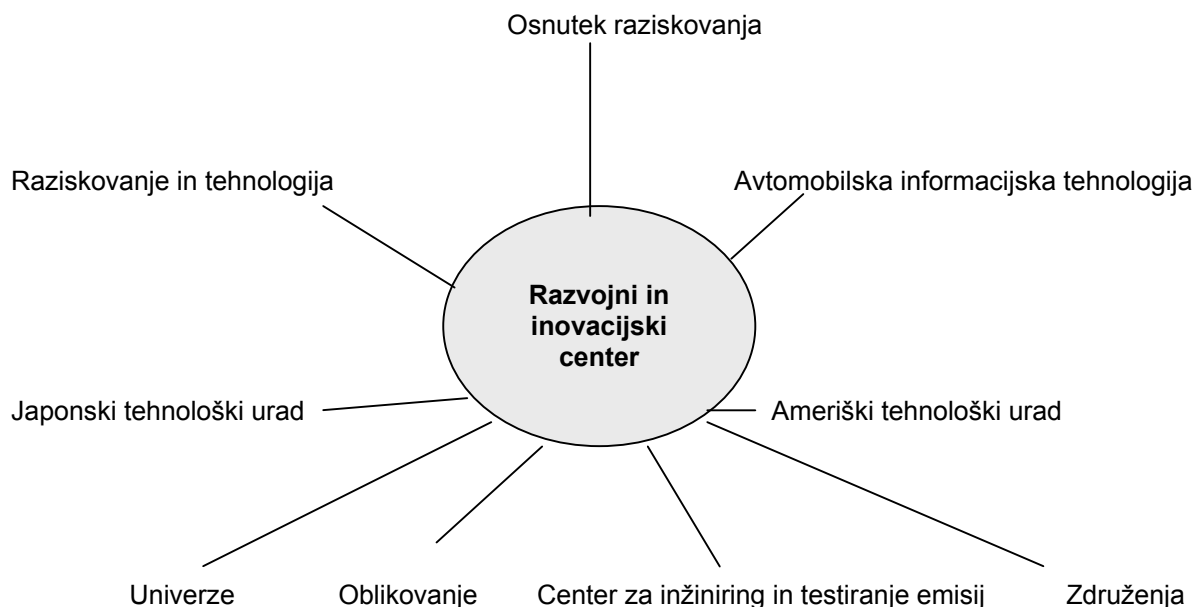 Osnutek raziskovanja
Raziskovanje in tehnologija
Avtomobilska informacijska tehnologija
Razvojni in
inovacijski
center
Japonski tehnološki urad
Ameriški tehnološki urad
Univerze
Oblikovanje
Center za inžiniring in testiranje emisij
Združenja